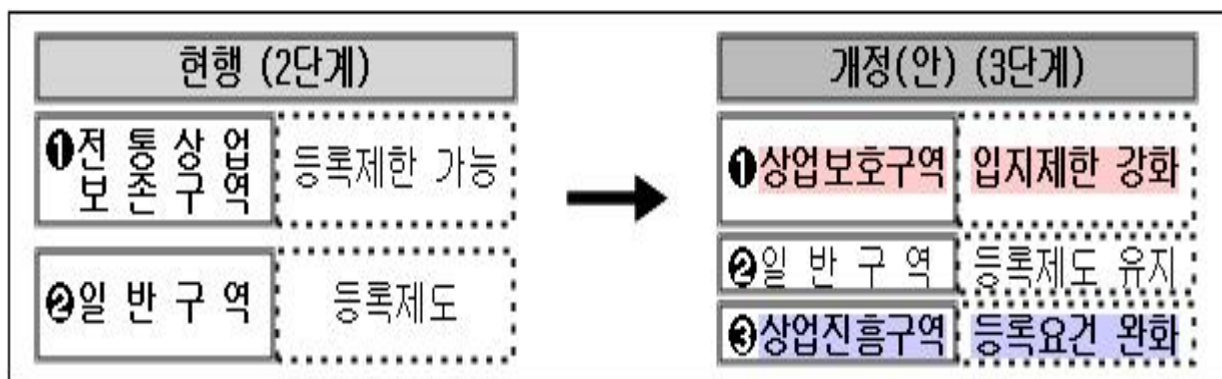 현행 (2단계)
❶전 통 상 업
보 존 구 역
등록제한 가능
❷일 반 구 역
등록제도
개정(안) (3단계)
❶상업보호구역
입지제한 강화
❷일 반 구 역
등록제도 유지
❸상업진흥구역
등록요건 완화